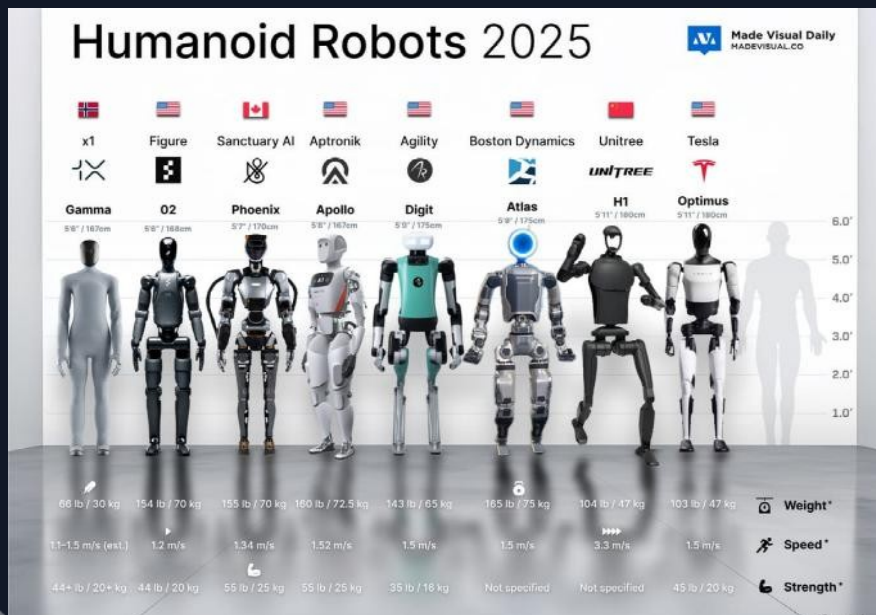 Humanoid Robots 2025
Made Visual Daily
MADEVISUAL.CO
x1 Figure Sanctuary AI Aptronik Agility Boston Dynamics Unitree Tesla
UNITREE
Gamma 02 Phoenix Apollo Digit Atlas H1 Optimus
5'6" / 167cm 5'6" / 168cm 5'7" / 170cm 5'6" / 167cm 5'9" / 175cm 5'9" / 175cm 5'11" / 180cm 5'11" / 180cm
6.0'
5.0'
4.0'
3.0'
2.0'
1.0'
66 lb / 30 kg 154 lb / 70 kg 155 lb / 70 kg 160 lb / 72.5 kg 143 lb / 65 kg 165 lb / 75 kg 104 lb / 47 kg 103 lb / 47 kg Weight*
1.1-1.5 m/s (est.) 1.2 m/s 1.34 m/s 1.52 m/s 1.5 m/s 1.5 m/s 3.3 m/s 1.5 m/s Speed*
44+ lb / 20+ kg 44 lb / 20 kg 55 lb / 25 kg 55 lb / 25 kg 35 lb / 16 kg Not specified Not specified 45 lb / 20 kg Strength*